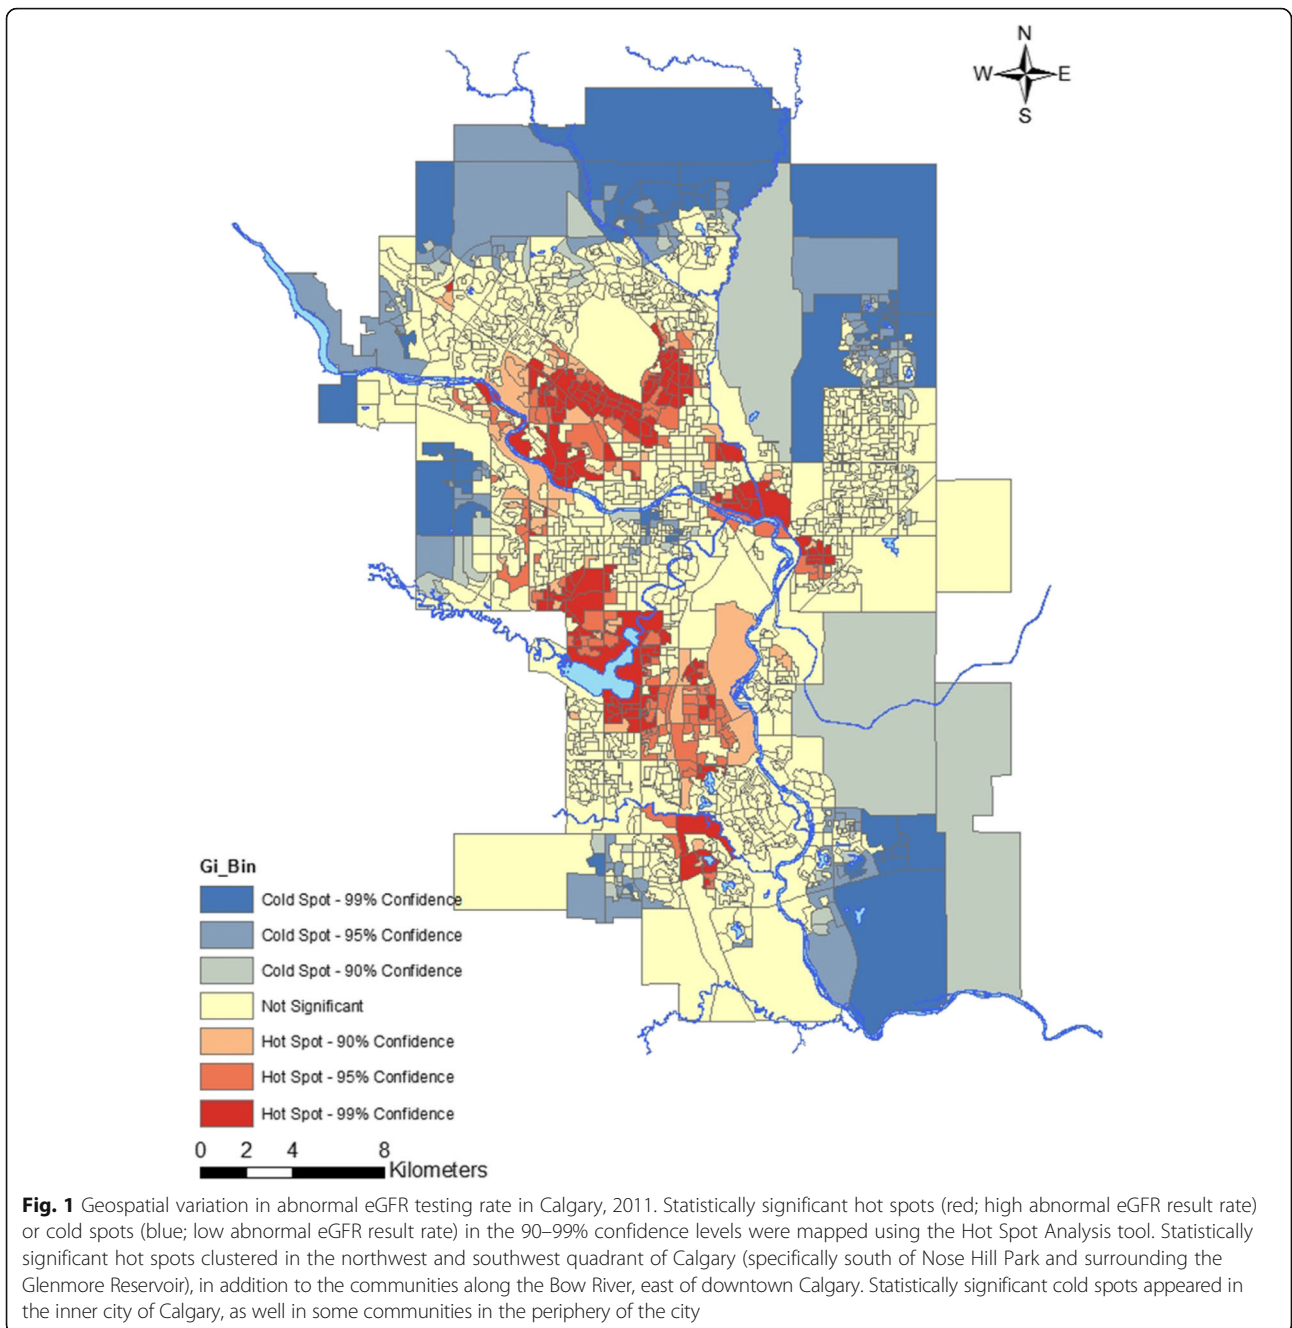 N
W E
S
Gi_Bin
Cold Spot - 99% Confidence
Cold Spot - 95% Confidence
Cold Spot - 90% Confidence
Not Significant
Hot Spot - 90% Confidence
Hot Spot - 95% Confidence
Hot Spot - 99% Confidence
0 2 4 8
Kilometers
Fig. 1 Geospatial variation in abnormal eGFR testing rate in Calgary, 2011. Statistically significant hot spots (red; high abnormal eGFR result rate)
or cold spots (blue; low abnormal eGFR result rate) in the 90–99% confidence levels were mapped using the Hot Spot Analysis tool. Statistically
significant hot spots clustered in the northwest and southwest quadrant of Calgary (specifically south of Nose Hill Park and surrounding the
Glenmore Reservoir), in addition to the communities along the Bow River, east of downtown Calgary. Statistically significant cold spots appeared in
the inner city of Calgary, as well in some communities in the periphery of the city